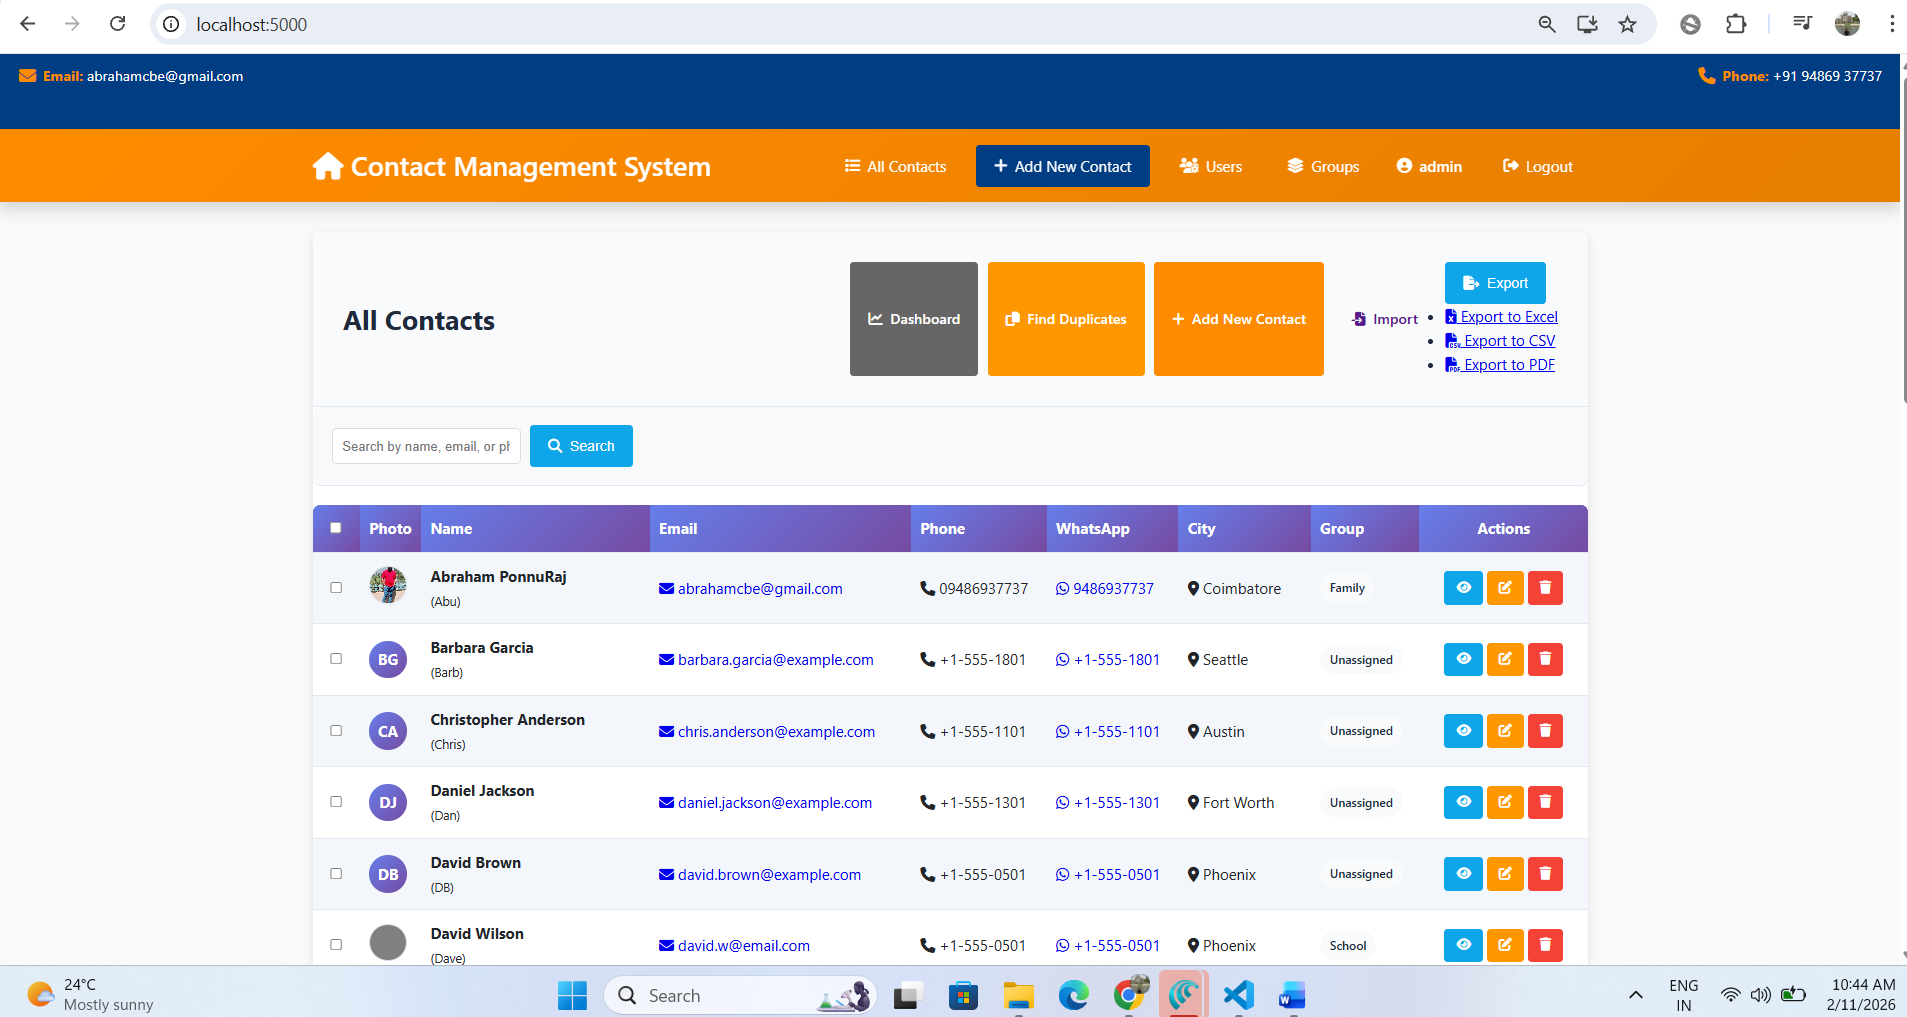 localhost:5000
Email: abrahamcbe@gmail.com
Phone: +91 94869 37737
Contact Management System
All Contacts
Add New Contact
Users
Groups
admin
Logout
All Contacts
Dashboard
Find Duplicates
Add New Contact
Import
Export
Export to Excel
Export to CSV
Export to PDF
Search by name, email, or ph
Search
Photo Name Email Phone WhatsApp City Group Actions
Abraham PonnuRaj
(Abu)
abrahamcbe@gmail.com 09486937737 9486937737 Coimbatore Family
BG
Barbara Garcia
(Barb)
barbara.garcia@example.com +1-555-1801 +1-555-1801 Seattle Unassigned
CA
Christopher Anderson
(Chris)
chris.anderson@example.com +1-555-1101 +1-555-1101 Austin Unassigned
DJ
Daniel Jackson
(Dan)
daniel.jackson@example.com +1-555-1301 +1-555-1301 Fort Worth Unassigned
DB
David Brown
(DB)
david.brown@example.com +1-555-0501 +1-555-0501 Phoenix Unassigned
David Wilson
(Dave)
david.w@email.com +1-555-0501 +1-555-0501 Phoenix School
24°C
Mostly sunny
Search
ENG
IN
10:44 AM
2/11/2026